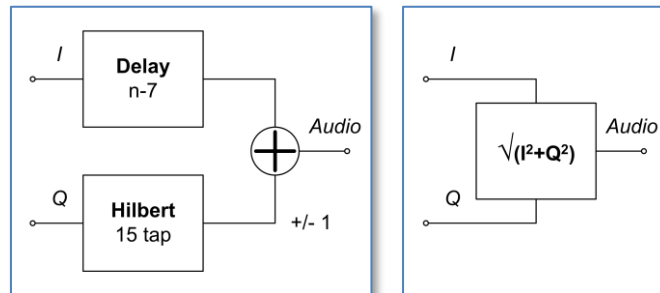 I
Delay
n-7
Audio
Q
Hilbert
15 tap
+/- 1
I
√(I²+Q²)
Audio
Q